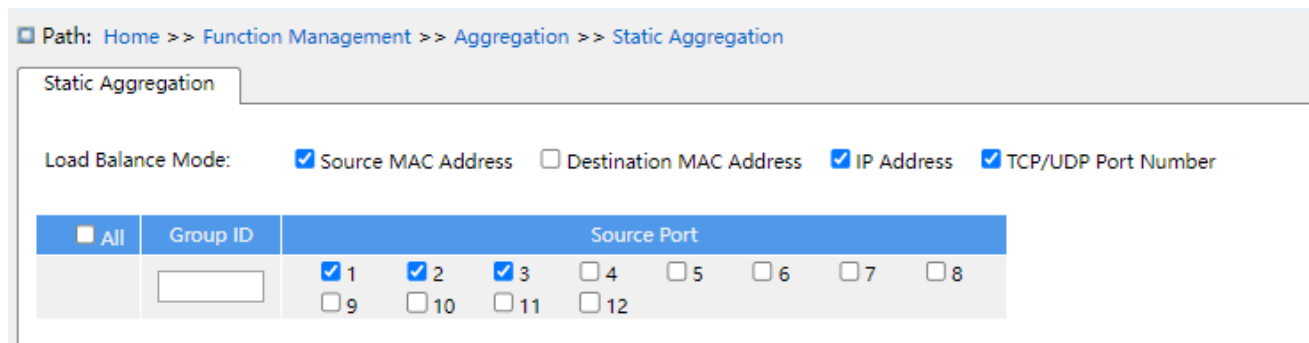 Path: Home >> Function Management >> Aggregation >> Static Aggregation
Static Aggregation
Load Balance Mode: Source MAC Address Destination MAC Address IP Address TCP/UDP Port Number
All Group ID Source Port
1 2 3 4 5 6 7 8
9 10 11 12